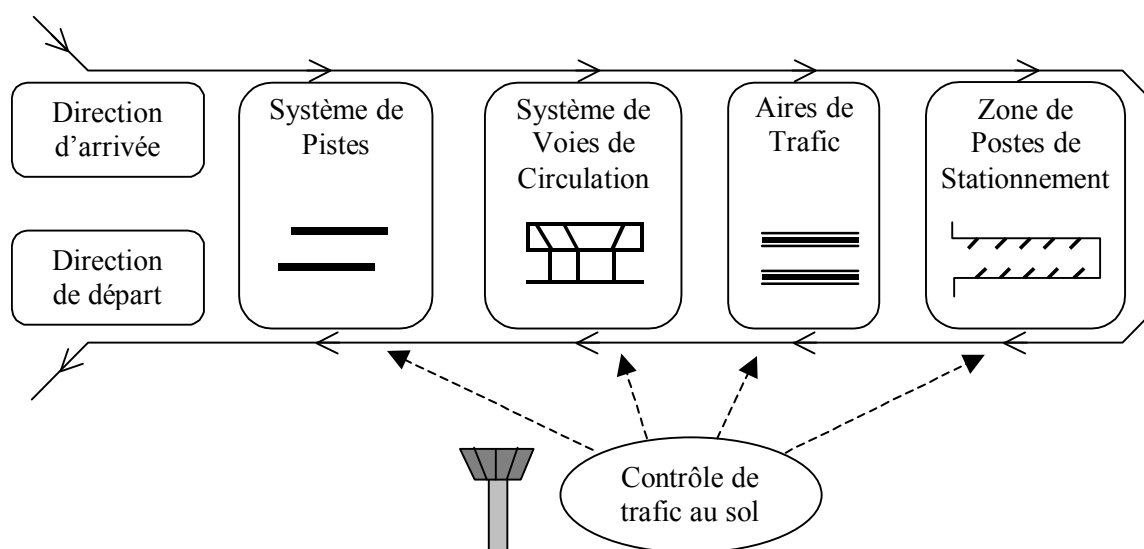 Direction
d’arrivée
Direction
de départ
Système de
Pistes
Système de
Voies de
Circulation
Aires de
Trafic
Zone de
Postes de
Stationnement
Contrôle de
trafic au sol